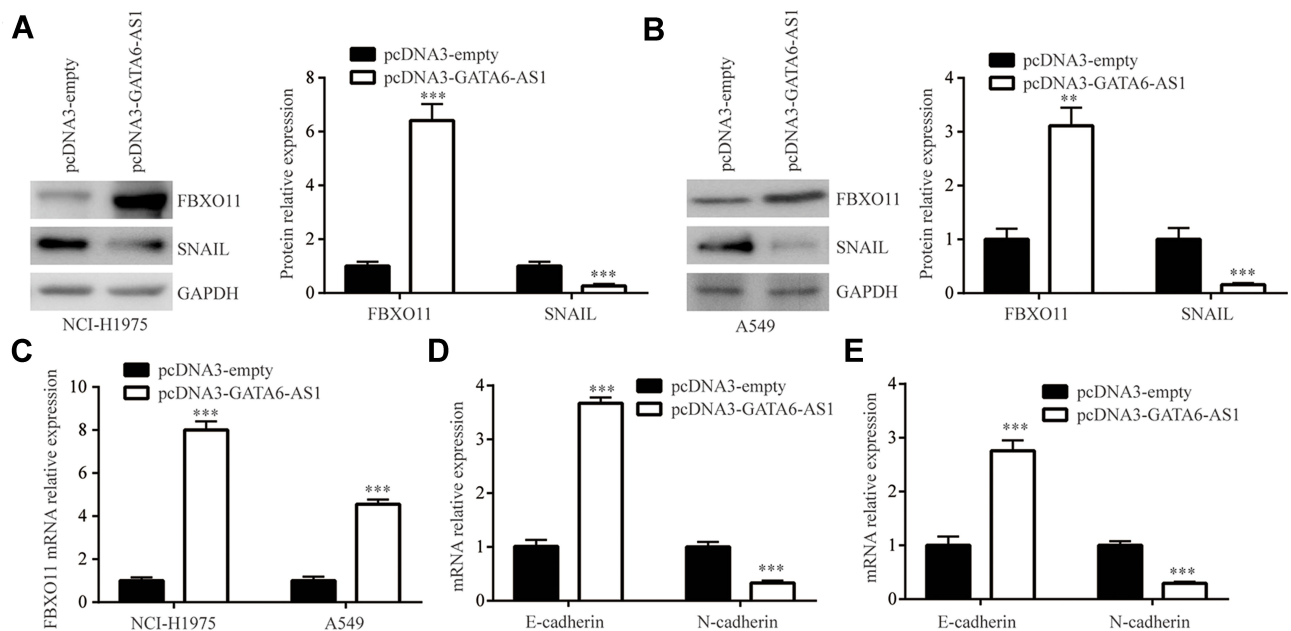 A
pcDNA3-empty
pcDNA3-GATA6-AS1
FBXO11
SNAIL
GAPDH
NCI-H1975
Protein relative expression
8
6
4
2
0
pcDNA3-empty
pcDNA3-GATA6-AS1
***
***
FBXO11
SNAIL
B
pcDNA3-empty
pcDNA3-GATA6-AS1
FBXO11
SNAIL
GAPDH
A549
Protein relative expression
4
3
2
1
0
pcDNA3-empty
pcDNA3-GATA6-AS1
**
***
FBXO11
SNAIL
C
FBXO11 mRNA relative expression
10
8
6
4
2
0
pcDNA3-empty
pcDNA3-GATA6-AS1
***
***
NCI-H1975
A549
D
mRNA relative expression
4
3
2
1
0
pcDNA3-empty
pcDNA3-GATA6-AS1
***
***
E-cadherin
N-cadherin
E
mRNA relative expression
4
3
2
1
0
pcDNA3-empty
pcDNA3-GATA6-AS1
***
***
E-cadherin
N-cadherin